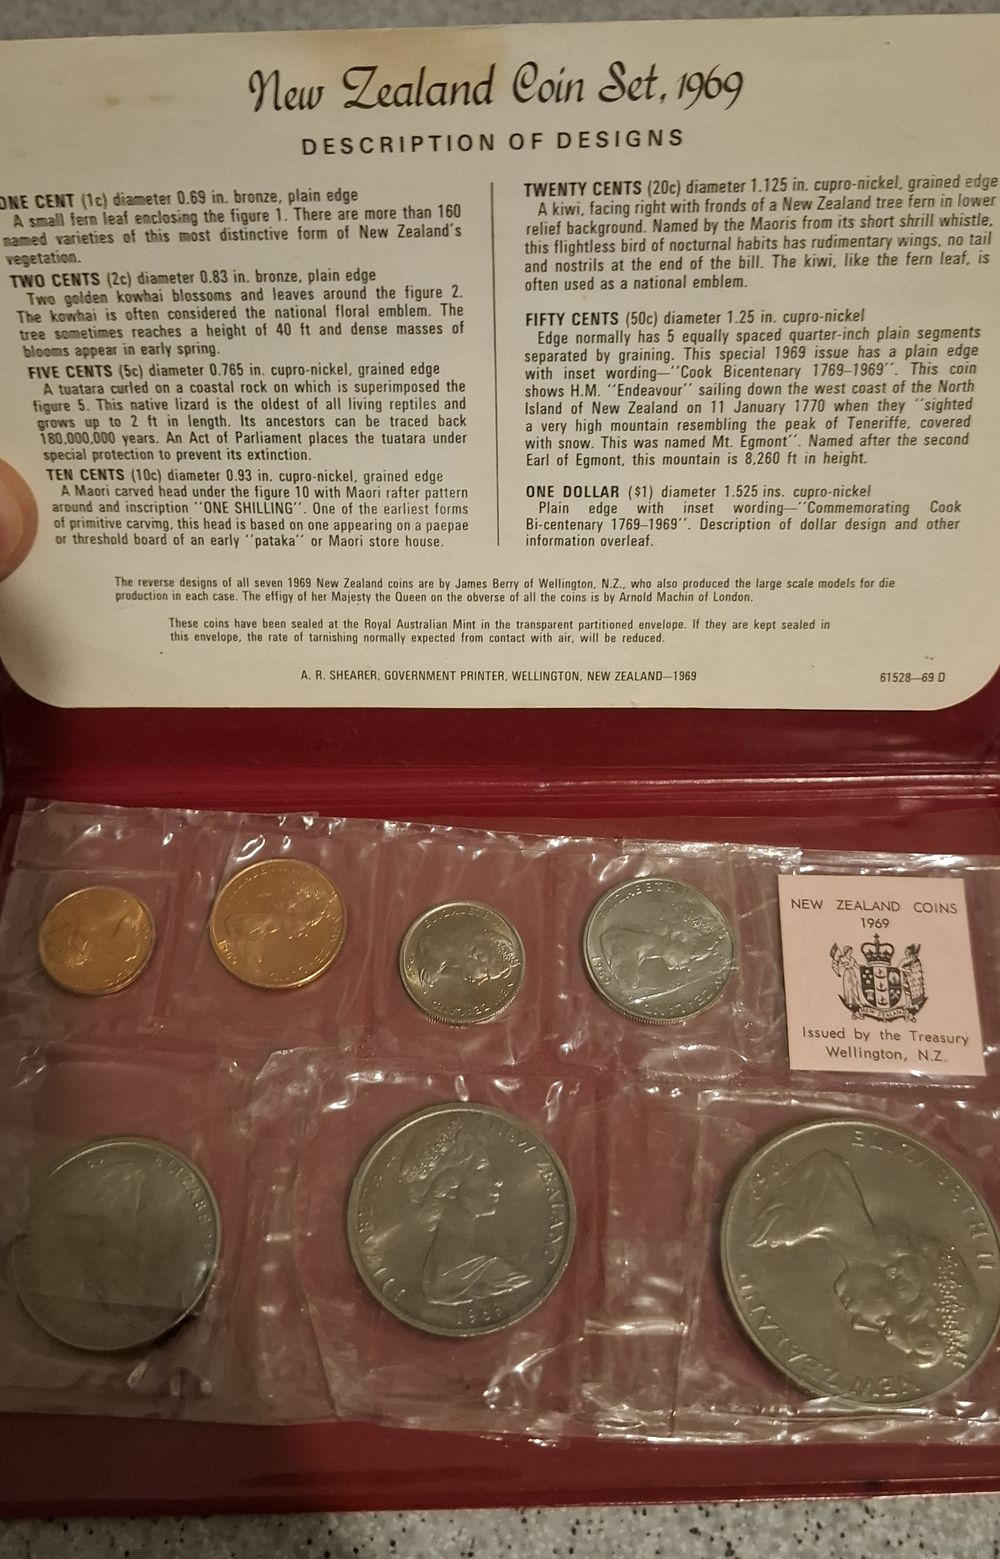 New Zealand Coin Set, 1969
DESCRIPTION OF DESIGNS
ONE CENT (1c) diameter 0.69 in. bronze, plain edge
A small fern leaf enclosing the figure 1. There are more than 160
named varieties of this most distinctive form of New Zealand's
vegetation.
TWO CENTS (2c) diameter 0.83 in. bronze, plain edge
Two golden kowhai blossoms and leaves around the figure 2.
The kowhai is often considered the national floral emblem. The
tree sometimes reaches a height of 40 ft and dense masses of
blooms appear in early spring.
FIVE CENTS (5c) diameter 0.765 in. cupro-nickel, grained edge
A tuatara curled on a coastal rock on which is superimposed the
figure 5. This native lizard is the oldest of all living reptiles and
grows up to 2 ft in length. Its ancestors can be traced back
180,000,000 years. An Act of Parliament places the tuatara under
special protection to prevent its extinction.
TEN CENTS (10c) diameter 0.93 in. cupro-nickel, grained edge
A Maori carved head under the figure 10 with Maori rafter pattern
around and inscription "ONE SHILLING". One of the earliest forms
of primitive carving, this head is based on one appearing on a paepae
or threshold board of an early "pataka" or Maori store house.
TWENTY CENTS (20c) diameter 1.125 in. cupro-nickel, grained edge
A kiwi, facing right with fronds of a New Zealand tree fern in lower
relief background. Named by the Maoris from its short shrill whistle,
this flightless bird of nocturnal habits has rudimentary wings, no tail
and nostrils at the end of the bill. The kiwi, like the fern leaf, is
often used as a national emblem.
FIFTY CENTS (50c) diameter 1.25 in. cupro-nickel
Edge normally has 5 equally spaced quarter-inch plain segments
separated by graining. This special 1969 issue has a plain edge
with inset wording—"Cook Bicentenary 1769–1969". This coin
shows H.M. "Endeavour" sailing down the west coast of the North
Island of New Zealand on 11 January 1770 when they "sighted
a very high mountain resembling the peak of Teneriffe, covered
with snow. This was named Mt. Egmont". Named after the second
Earl of Egmont, this mountain is 8,260 ft in height.
ONE DOLLAR ($1) diameter 1.525 ins. cupro-nickel
Plain edge with inset wording—"Commemorating Cook
Bi-centenary 1769–1969". Description of dollar design and other
information overleaf.
The reverse designs of all seven 1969 New Zealand coins are by James Berry of Wellington, N.Z., who also produced the large scale models for die
production in each case. The effigy of her Majesty the Queen on the obverse of all the coins is by Arnold Machin of London.
These coins have been sealed at the Royal Australian Mint in the transparent partitioned envelope. If they are kept sealed in
this envelope, the rate of tarnishing normally expected from contact with air, will be reduced.
A. R. SHEARER, GOVERNMENT PRINTER, WELLINGTON, NEW ZEALAND—1969
61528—69 D
NEW ZEALAND COINS
1969
NEW ZEALAND
Issued by the Treasury
Wellington, N.Z.
ELIZABETH II NEW ZEALAND
1969
ELIZABETH II
NEW ZEALAND